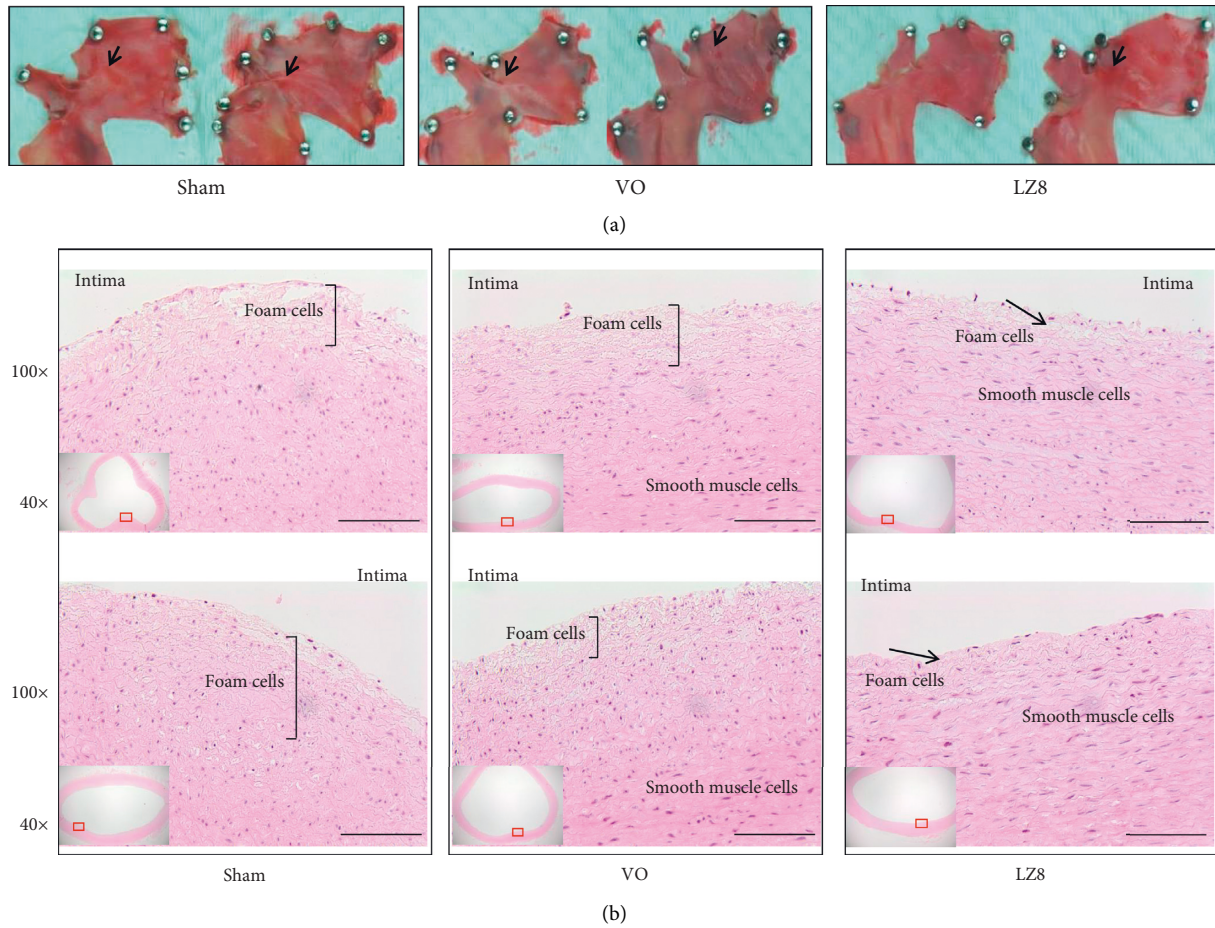 Sham
VO
LZ8
(a)
Intima
Foam cells
100×
40×
Intima
Foam cells
Smooth muscle cells
Intima
Foam cells
Smooth muscle cells
Intima
Foam cells
100×
40×
Intima
Foam cells
Smooth muscle cells
Intima
Foam cells
Smooth muscle cells
Sham
VO
LZ8
(b)